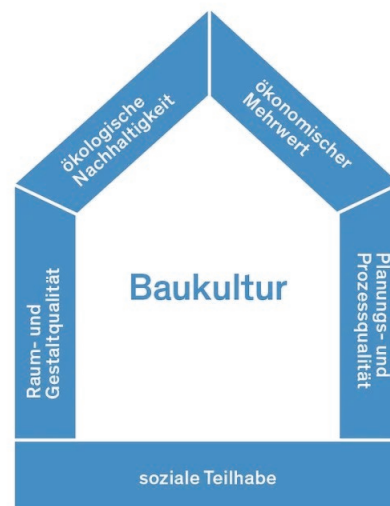 ökologische
Nachhaltigkeit
ökonomischer
Mehrwert
Raum- und
Gestaltqualität
Baukultur
Planungs- und
Prozessqualität
soziale Teilhabe